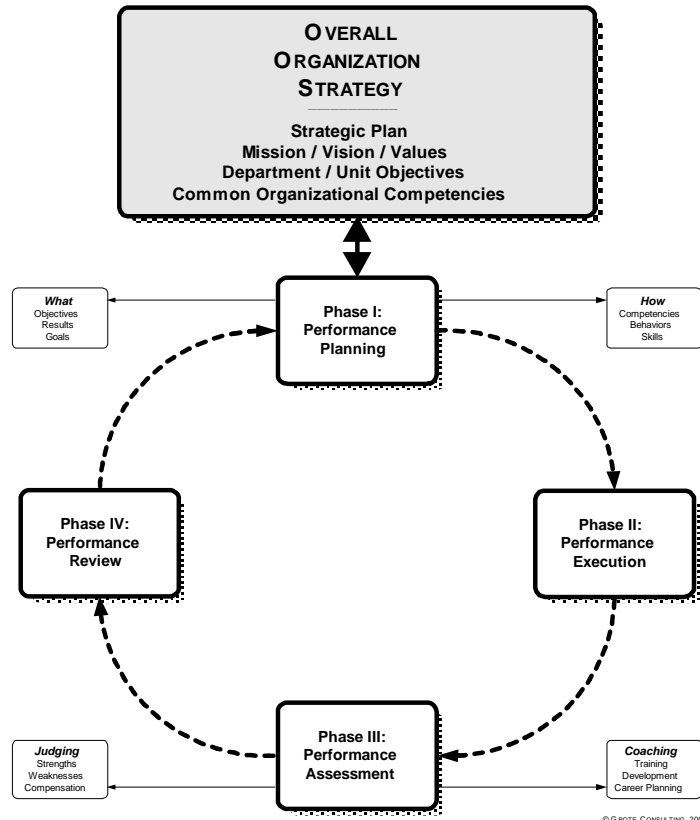 OVERALL
ORGANIZATION
STRATEGY
Strategic Plan
Mission / Vision / Values
Department / Unit Objectives
Common Organizational Competencies
What
Objectives
Results
Goals
Phase I:
Performance
Planning
How
Competencies
Behaviors
Skills
Phase IV:
Performance
Review
Phase II:
Performance
Execution
Judging
Strengths
Weaknesses
Compensation
Phase III:
Performance
Assessment
Coaching
Training
Development
Career Planning
© GROTE CONSULTING